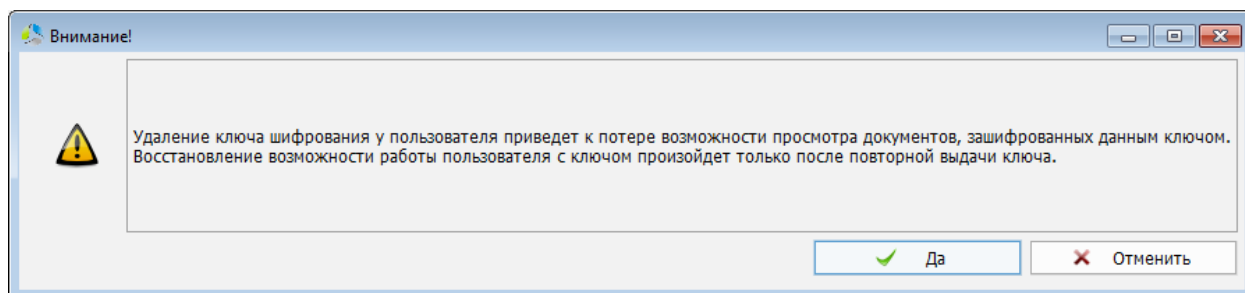 Внимание!
Удаление ключа шифрования у пользователя приведет к потере возможности просмотра документов, зашифрованных данным ключом.
Восстановление возможности работы пользователя с ключом произойдет только после повторной выдачи ключа.
Да
Отменить